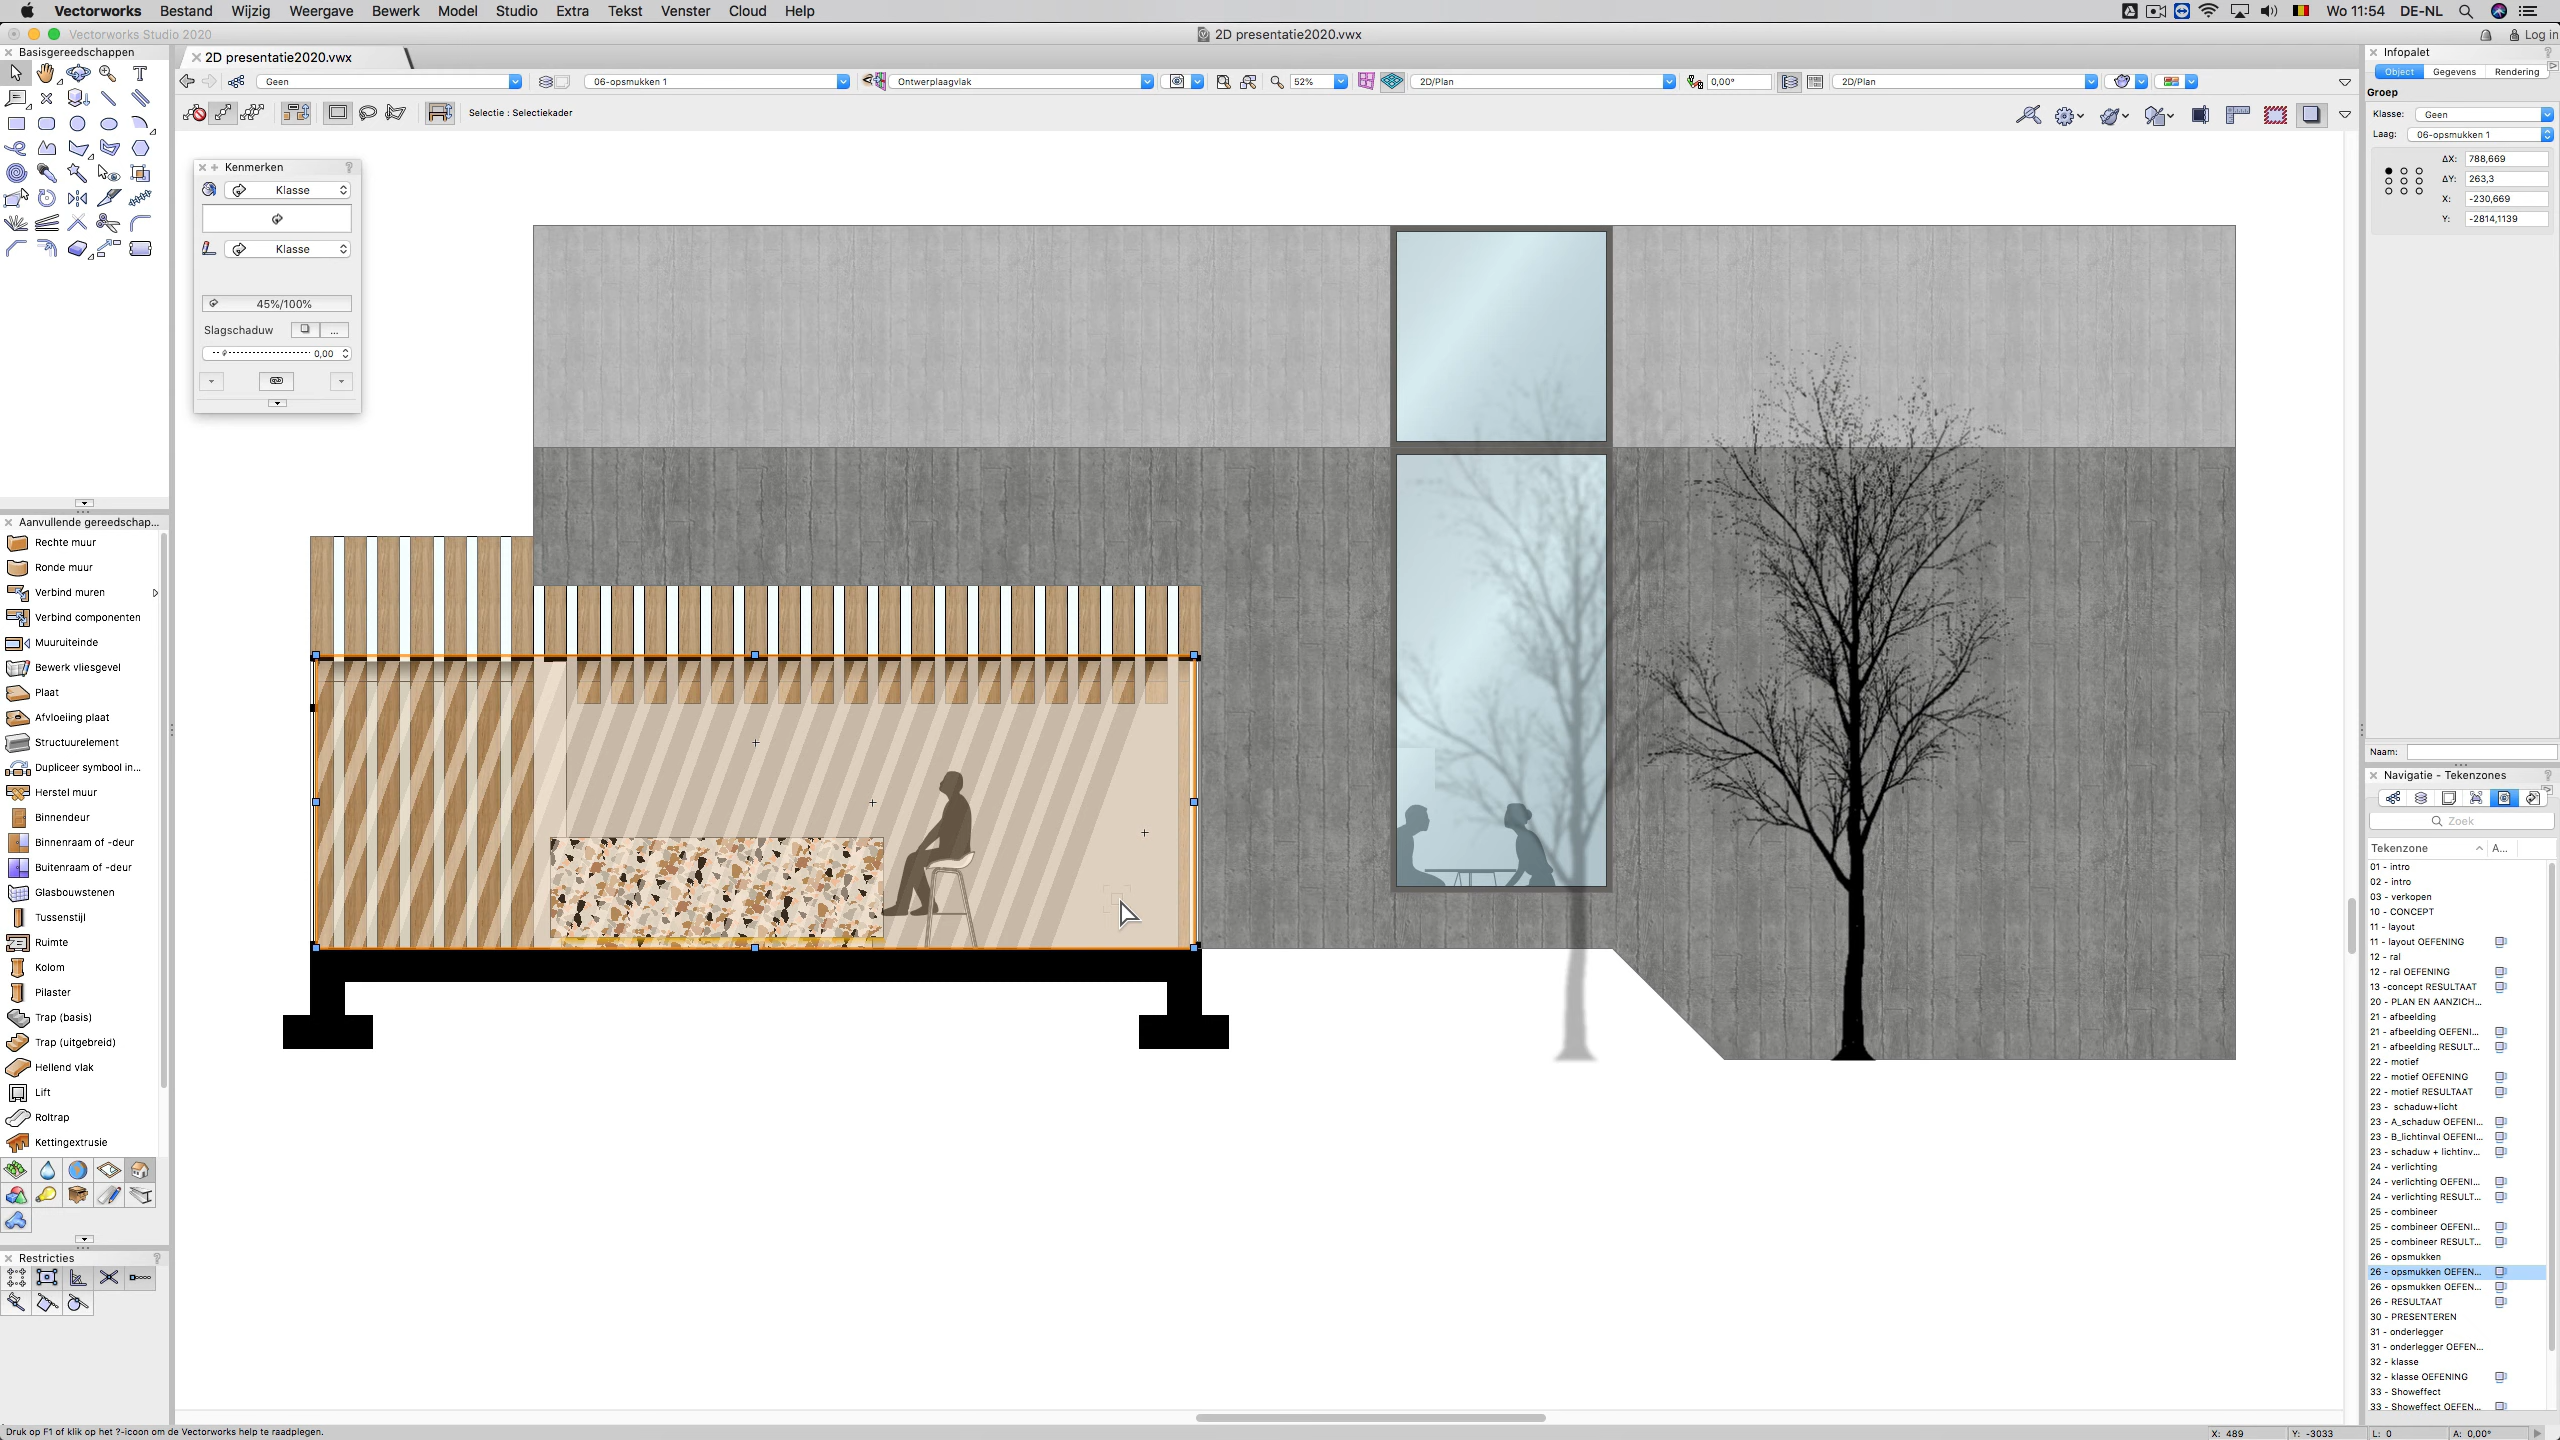 Vectorworks Bestand Wijzig Weergave Bewerk Model Studio Extra Tekst Venster Cloud Help Wo 11:54 DE-NL
Vectorworks Studio 2020 2D presentatie2020.vwx Log in
Basisgereedschappen
2D presentatie2020.vwx
Geen 06-opsmukken 1 Ontwerplaagvlak 52% 2D/Plan 0,00° 2D/Plan
Selectie : Selectiekader
Kenmerken
Klasse
Klasse
45%/100%
Slagschaduw ...
0,00
Aanvullende gereedschap...
Rechte muur
Ronde muur
Verbind muren
Verbind componenten
Muuruiteinde
Bewerk vliesgevel
Plaat
Afvloeiing plaat
Structuurelement
Dupliceer symbool in...
Herstel muur
Binnendeur
Binnenraam of -deur
Buitenraam of -deur
Glasbouwstenen
Tussenstijl
Ruimte
Kolom
Pilaster
Trap (basis)
Trap (uitgebreid)
Hellend vlak
Lift
Roltrap
Kettingextrusie
Restricties
Infopalet
Object Gegevens Rendering
Groep
Klasse: Geen
Laag: 06-opsmukken 1
ΔX: 788,669
ΔY: 263,3
X: -230,669
Y: -2814,1139
Naam:
Navigatie - Tekenzones
Zoek
Tekenzone A...
01 - intro
02 - intro
03 - verkopen
10 - CONCEPT
11 - layout
11 - layout OEFENING
12 - ral
12 - ral OEFENING
13 -concept RESULTAAT
20 - PLAN EN AANZICH...
21 - afbeelding
21 - afbeelding OEFENI...
21 - afbeelding RESULT...
22 - motief
22 - motief OEFENING
22 - motief RESULTAAT
23 - schaduw+licht
23 - A_schaduw OEFENI...
23 - B_lichtinval OEFENI...
23 - schaduw + lichtinv...
24 - verlichting
24 - verlichting OEFENI...
24 - verlichting RESULT...
25 - combineer
25 - combineer OEFENI...
25 - combineer RESULT...
26 - opsmukken
26 - opsmukken OEFEN...
26 - opsmukken OEFEN...
26 - RESULTAAT
30 - PRESENTEREN
31 - onderlegger
31 - onderlegger OEFEN...
32 - klasse
32 - klasse OEFENING
33 - Showeffect
33 - Showeffect OEFEN...
Druk op F1 of klik op het ?-icoon om de Vectorworks help te raadplegen. X: 489 Y: -3033 L: 0 A: 0,00°